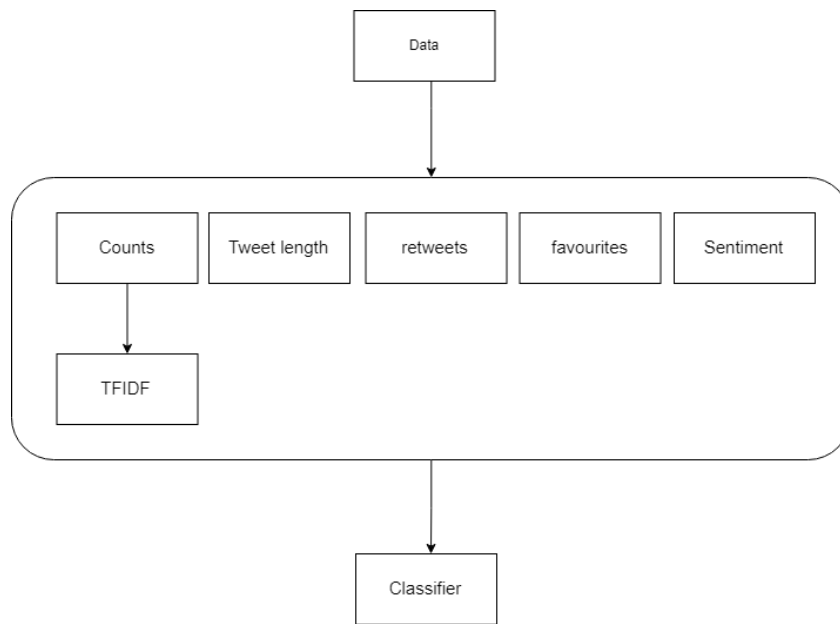 Data
Counts
Tweet length
retweets
favourites
Sentiment
TFIDF
Classifier